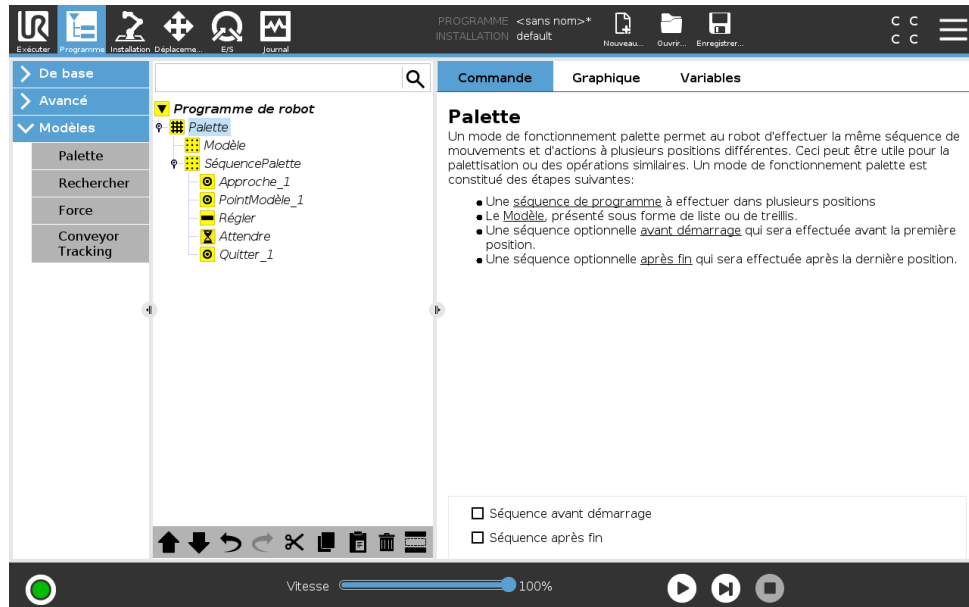 PROGRAMME <sans nom>*
INSTALLATION default
C C
C C
Exécuter
Programme
Installation
Déplaceme...
E/S
Journal
Nouveau...
Ouvrir...
Enregistrer...
De base
Avancé
Modèles
Palette
Rechercher
Force
Conveyor
Tracking
Programme de robot
Palette
Modèle
SéquencePalette
Approche_1
PointModèle_1
Régler
Attendre
Quitter_1
Commande
Graphique
Variables
Palette
Un mode de fonctionnement palette permet au robot d'effectuer la même séquence de
mouvements et d'actions à plusieurs positions différentes. Ceci peut être utile pour la
palettisation ou des opérations similaires. Un mode de fonctionnement palette est
constitué des étapes suivantes:
Une séquence de programme à effectuer dans plusieurs positions
Le Modèle, présenté sous forme de liste ou de treillis.
Une séquence optionnelle avant démarrage qui sera effectuée avant la première
position.
Une séquence optionnelle après fin qui sera effectuée après la dernière position.
Séquence avant démarrage
Séquence après fin
Vitesse
100%